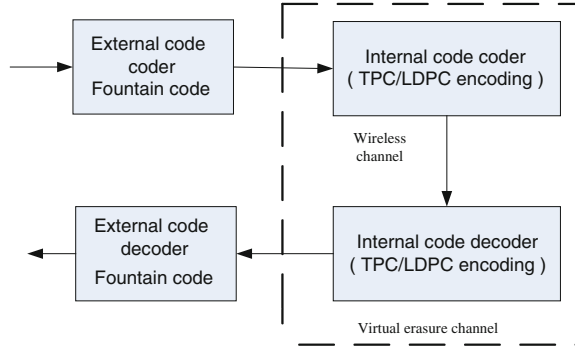 External code
coder
Fountain code
Internal code coder
( TPC/LDPC encoding )
Wireless
channel
External code
decoder
Fountain code
Internal code decoder
( TPC/LDPC encoding )
Virtual erasure channel